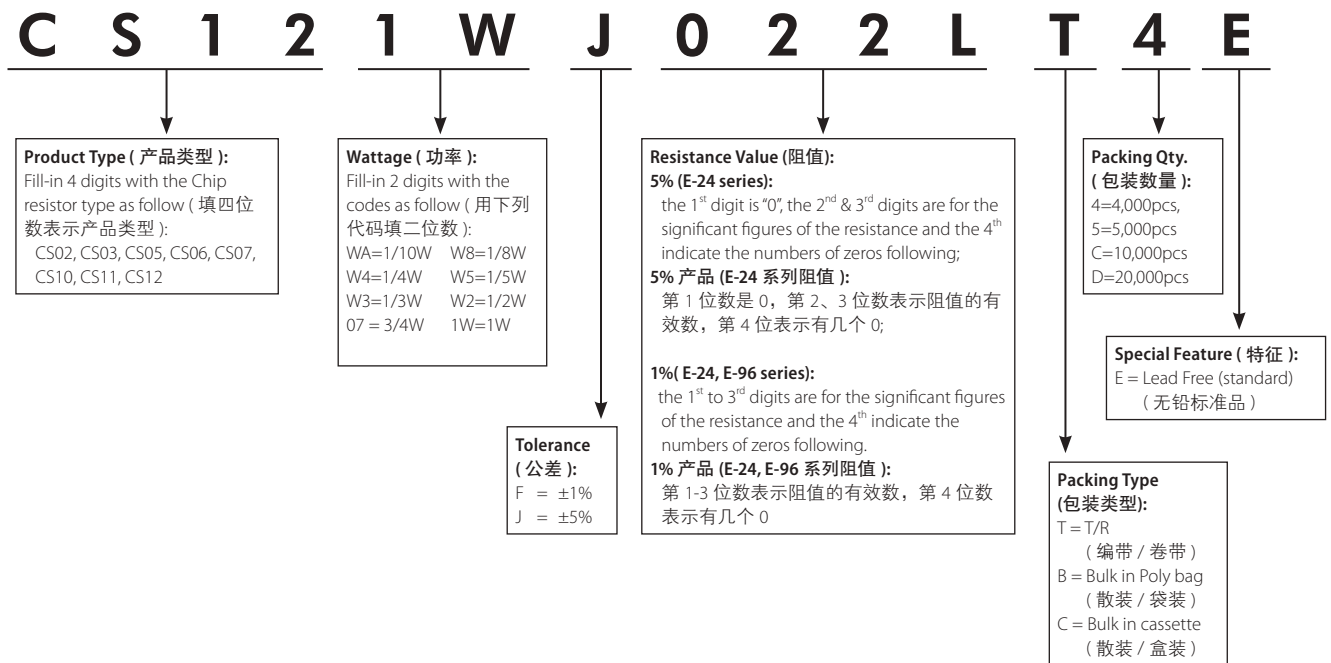 C S 1 2 1 W J 0 2 2 L T 4 E
Product Type ( 产品类型 ):
Fill-in 4 digits with the Chip
resistor type as follow ( 填四位
数表示产品类型 ):
CS02, CS03, CS05, CS06, CS07,
CS10, CS11, CS12
Wattage ( 功率 ):
Fill-in 2 digits with the
codes as follow ( 用下列
代码填二位数 ):
WA=1/10W W8=1/8W
W4=1/4W W5=1/5W
W3=1/3W W2=1/2W
07 = 3/4W 1W=1W
Tolerance
( 公差 ):
F = ±1%
J = ±5%
Resistance Value (阻值):
5% (E-24 series):
the 1st digit is "0", the 2nd & 3rd digits are for the
significant figures of the resistance and the 4th
indicate the numbers of zeros following;
5% 产品 (E-24 系列阻值 ):
第 1 位数是 0，第 2、3 位数表示阻值的有
效数，第 4 位表示有几个 0;
1%( E-24, E-96 series):
the 1st to 3rd digits are for the significant figures
of the resistance and the 4th indicate the
numbers of zeros following.
1% 产品 (E-24, E-96 系列阻值 ):
第 1-3 位数表示阻值的有效数，第 4 位数
表示有几个 0
Packing Type
(包装类型):
T = T/R
( 编带 / 卷带 )
B = Bulk in Poly bag
( 散装 / 袋装 )
C = Bulk in cassette
( 散装 / 盒装 )
Packing Qty.
( 包装数量 ):
4=4,000pcs,
5=5,000pcs
C=10,000pcs
D=20,000pcs
Special Feature ( 特征 ):
E = Lead Free (standard)
( 无铅标准品 )